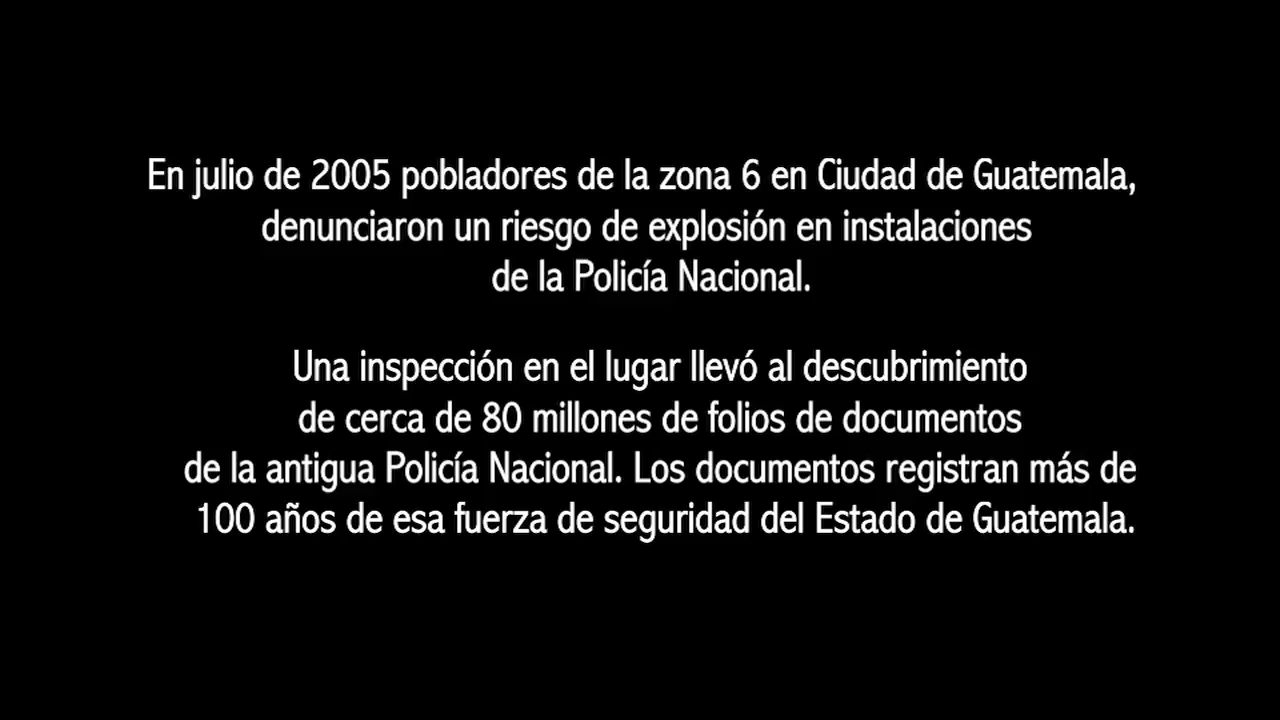 En julio de 2005 pobladores de la zona 6 en Ciudad de Guatemala,
denunciaron un riesgo de explosión en instalaciones
de la Policía Nacional.
Una inspección en el lugar llevó al descubrimiento
de cerca de 80 millones de folios de documentos
de la antigua Policía Nacional. Los documentos registran más de
100 años de esa fuerza de seguridad del Estado de Guatemala.